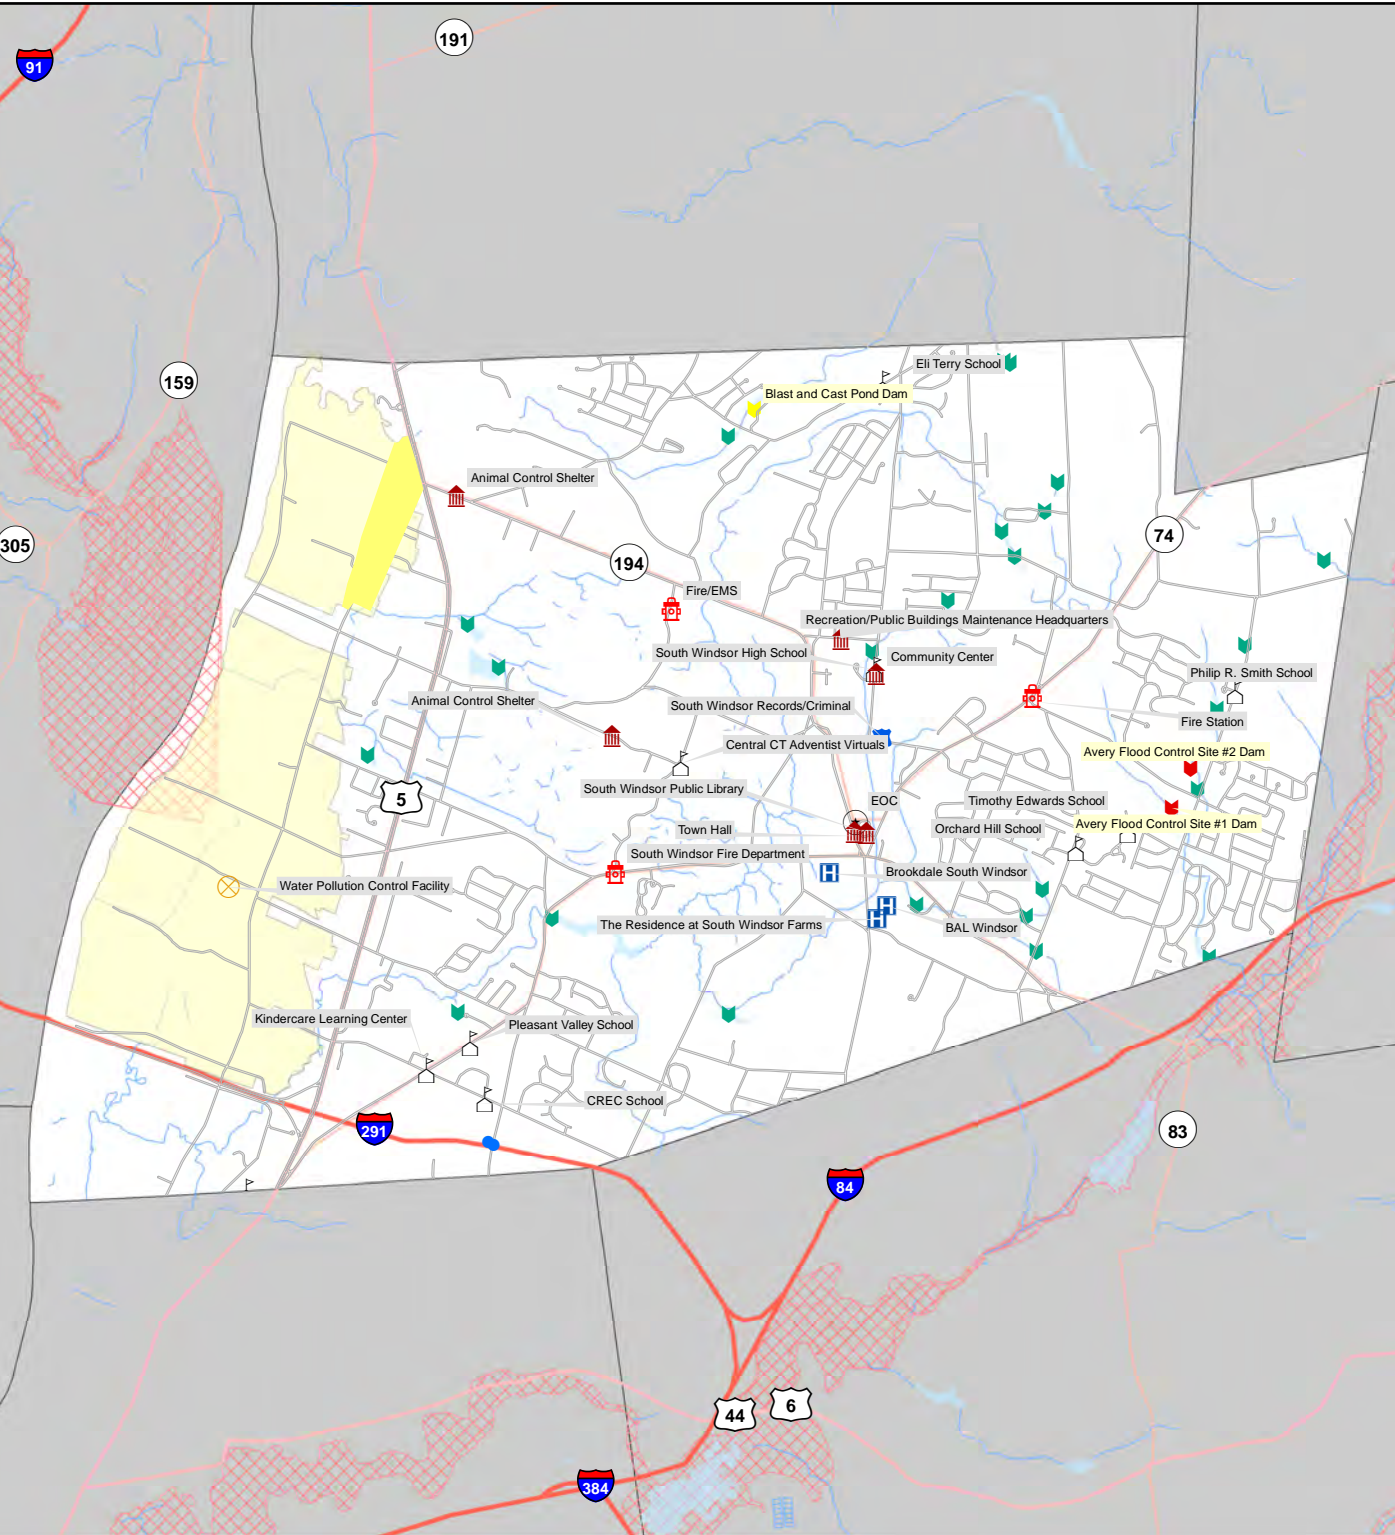 191
91
Eli Terry School
159
Blast and Cast Pond Dam
Animal Control Shelter
74
305
194
Fire/EMS
Recreation/Public Buildings Maintenance Headquarters
South Windsor High School
Community Center
Philip R. Smith School
Animal Control Shelter
South Windsor Records/Criminal
Fire Station
Central CT Adventist Virtuals
Avery Flood Control Site #2 Dam
South Windsor Public Library
5
EOC
Timothy Edwards School
Town Hall
Orchard Hill School
Avery Flood Control Site #1 Dam
South Windsor Fire Department
Brookdale South Windsor
Water Pollution Control Facility
The Residence at South Windsor Farms
BAL Windsor
Kindercare Learning Center
Pleasant Valley School
CREC School
291
83
84
44
6
384